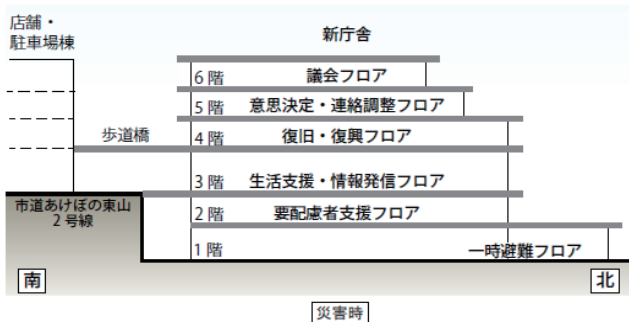 店舗・
駐車場棟
新庁舎
6階 議会フロア
5階 意思決定・連絡調整フロア
歩道橋
4階 復旧・復興フロア
3階 生活支援・情報発信フロア
市道あけぼの東山
2号線
2階 要配慮者支援フロア
1階 一時避難フロア
南
北
災害時